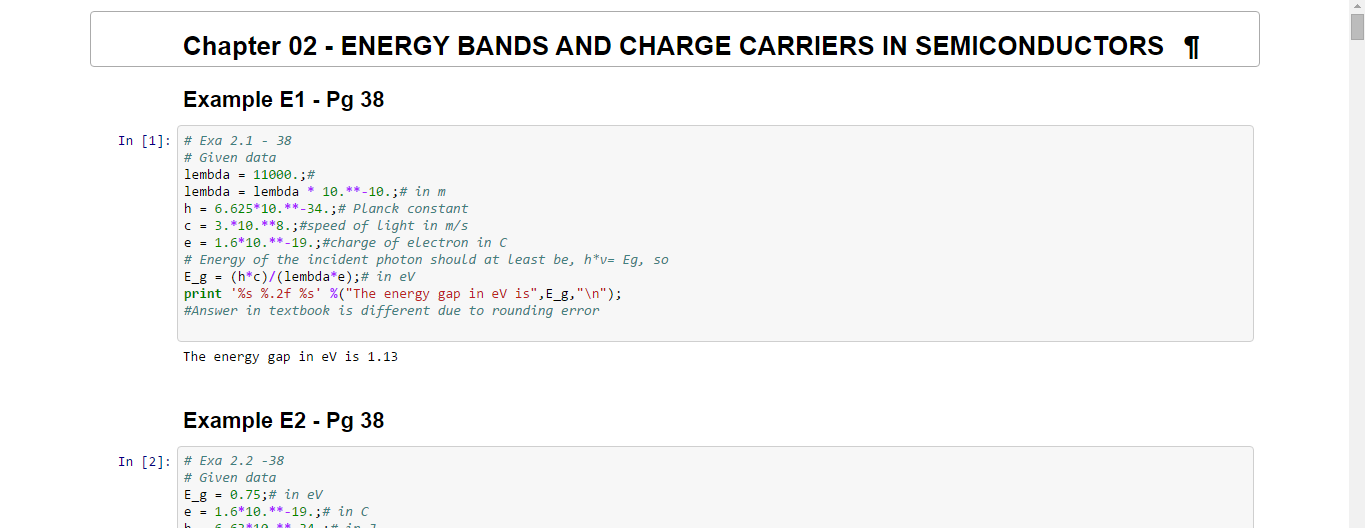 Chapter 02 - ENERGY BANDS AND CHARGE CARRIERS IN SEMICONDUCTORS ¶
Example E1 - Pg 38
In [1]: # Exa 2.1 - 38
# Given data
lembda = 11000.;#
lembda = lembda * 10.**-10.;# in m
h = 6.625*10.**-34.;# Planck constant
c = 3.*10.**8.;#speed of light in m/s
e = 1.6*10.**-19.;#charge of electron in C
# Energy of the incident photon should at least be, h*v= Eg, so
E_g = (h*c)/(lembda*e);# in eV
print '%s %.2f %s' %("The energy gap in eV is",E_g,"\n");
#Answer in textbook is different due to rounding error
The energy gap in eV is 1.13
Example E2 - Pg 38
In [2]: # Exa 2.2 -38
# Given data
E_g = 0.75;# in eV
e = 1.6*10.**-19.;# in C